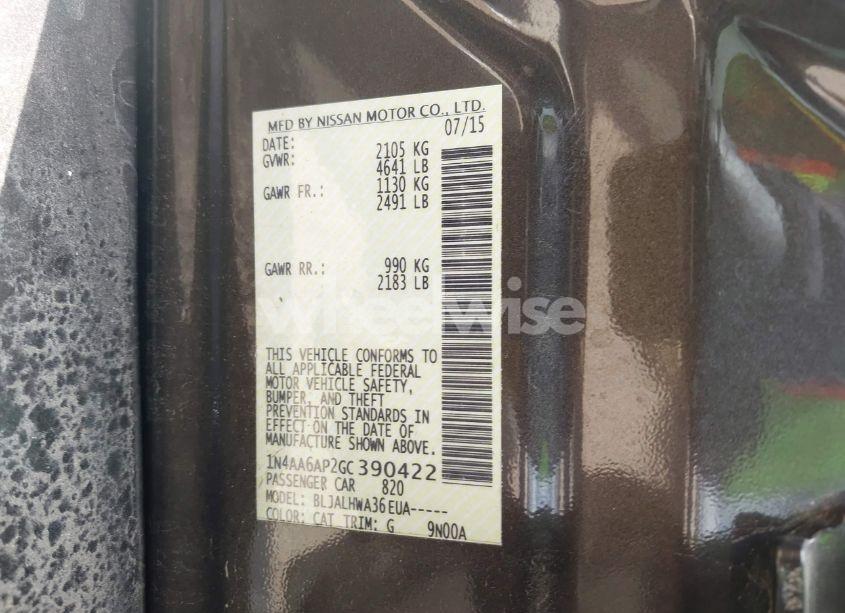 MFD BY NISSAN MOTOR CO., LTD.
DATE: 07/15
GVWR: 2105 KG
4641 LB
GAWR FR.: 1130 KG
2491 LB
GAWR RR.: 990 KG
2183 LB
wheelwise
THIS VEHICLE CONFORMS TO
ALL APPLICABLE FEDERAL
MOTOR VEHICLE SAFETY,
BUMPER, AND THEFT
PREVENTION STANDARDS IN
EFFECT ON THE DATE OF
MANUFACTURE SHOWN ABOVE.
1N4AA6AP2GC390422
PASSENGER CAR 820
MODEL: BLJALHWA36EUA-----
COLOR: CAT TRIM: G 9N00A